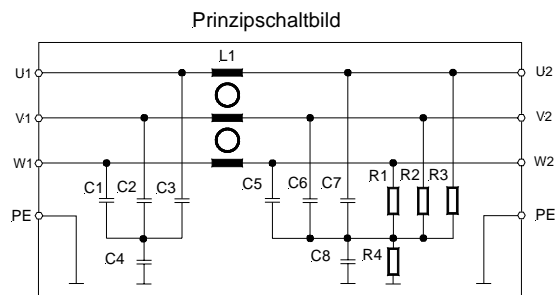 Prinzipschaltbild
L1
U1 U2
V1 V2
W1 W2
C1 C2 C3 C5 C6 C7 R1 R2 R3
PE PE
C4 C8 R4